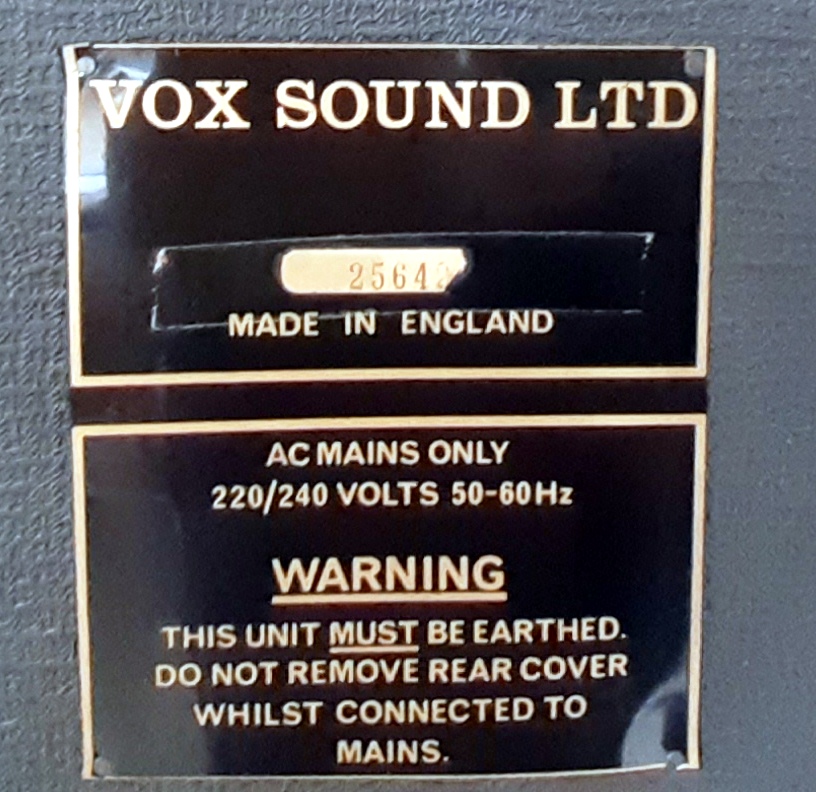 VOX SOUND LTD
MADE IN ENGLAND
AC MAINS ONLY
220/240 VOLTS 50-60Hz
WARNING
THIS UNIT MUST BE EARTHED.
DO NOT REMOVE REAR COVER
WHILST CONNECTED TO
MAINS.